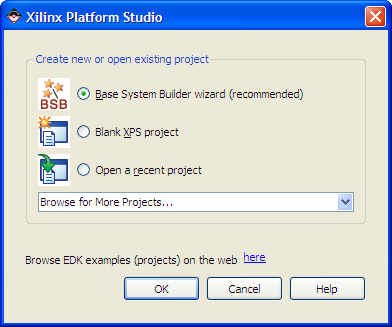 Xilinx Platform Studio
Create new or open existing project
BSB
Base System Builder wizard (recommended)
Blank XPS project
Open a recent project
Browse for More Projects...
Browse EDK examples (projects) on the web here
OK Cancel Help